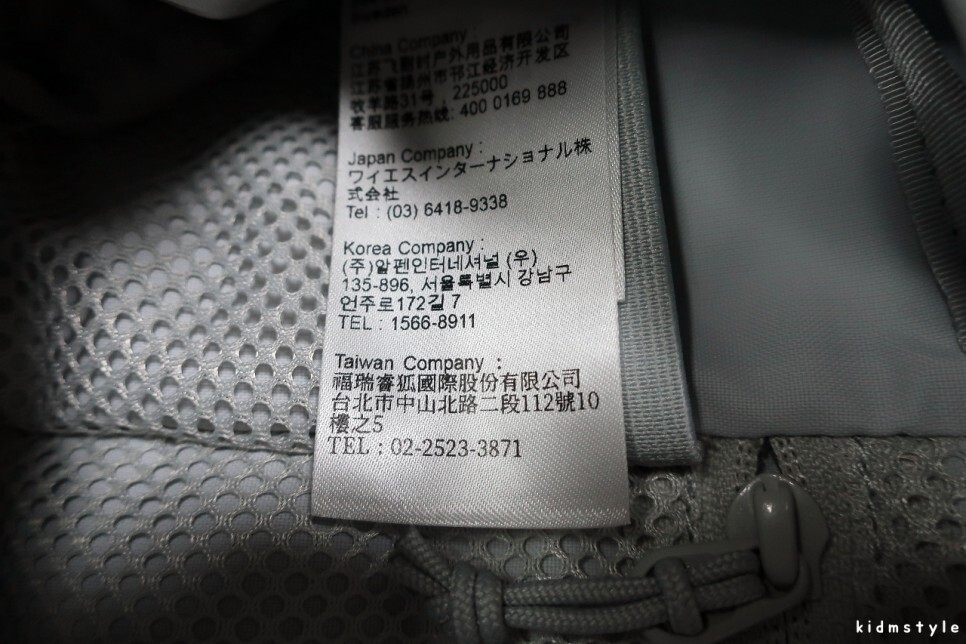 China Company :
江苏飞耐时户外用品有限公司
江苏省扬州市邗江经济开发区
牧羊路31号, 225000
客服服务热线: 400 0169 888
Japan Company :
ワイエスインターナショナル株
式会社
Tel : (03) 6418-9338
Korea Company :
(주)알펜인터네셔널 (우)
135-896, 서울특별시 강남구
언주로172길 7
TEL : 1566-8911
Taiwan Company :
福瑞睿狐國際股份有限公司
台北市中山北路二段112號10
樓之5
TEL : 02-2523-3871
kidmstyle